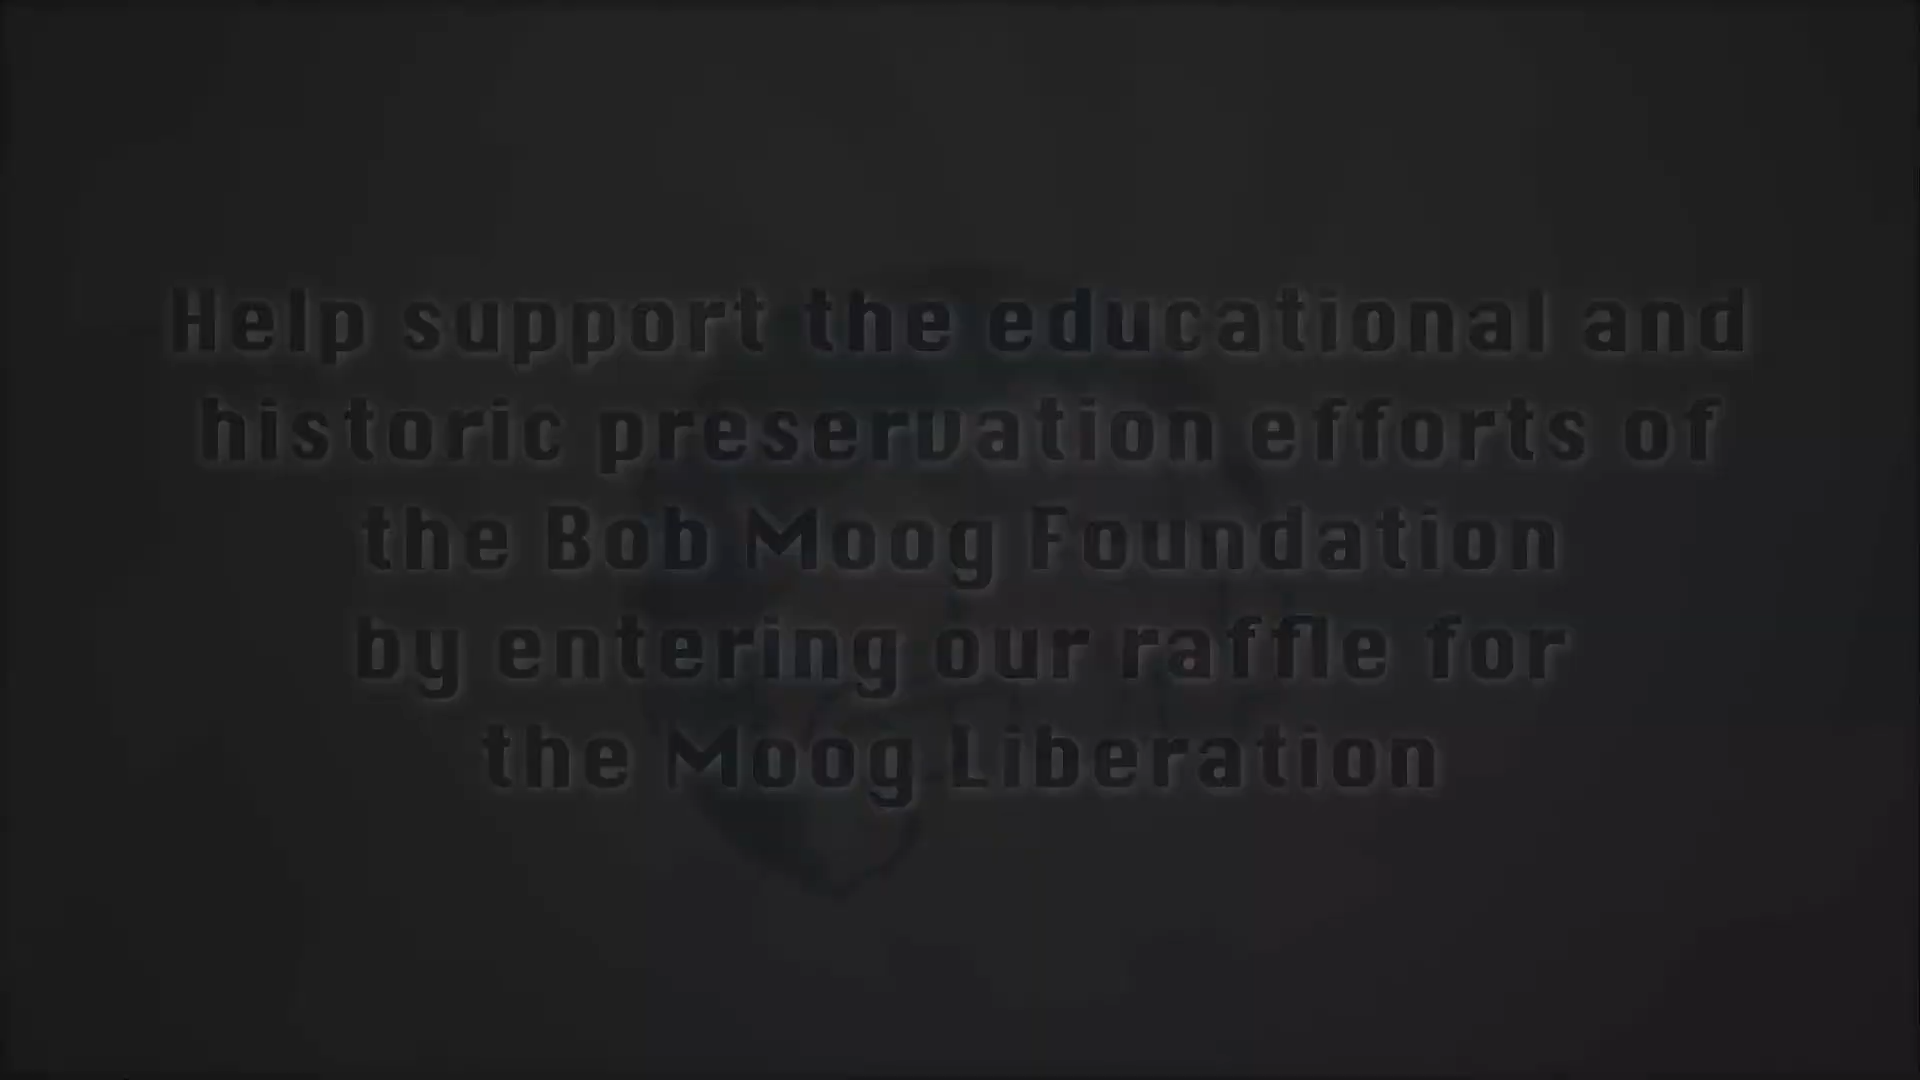 Help support the educational and
historic preservation efforts of
the Bob Moog Foundation
by entering our raffle for
the Moog Liberation